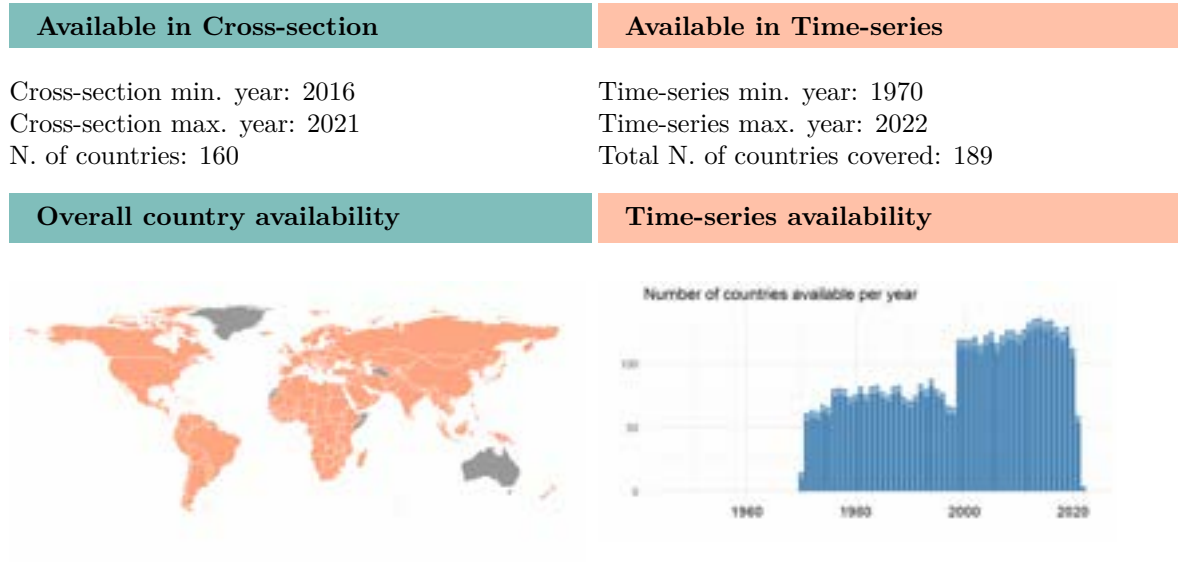 Available in Cross-section
Available in Time-series
Cross-section min. year: 2016
Cross-section max. year: 2021
N. of countries: 160
Time-series min. year: 1970
Time-series max. year: 2022
Total N. of countries covered: 189
Overall country availability
Time-series availability
Number of countries available per year
100
50
0
1960
1980
2000
2020